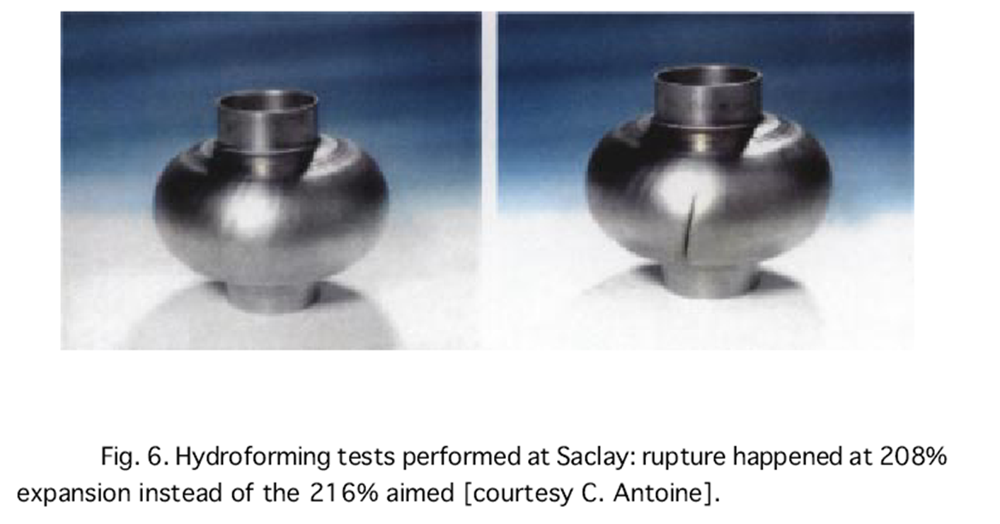 Fig. 6. Hydroforming tests performed at Saclay: rupture happened at 208%
expansion instead of the 216% aimed [courtesy C. Antoine].